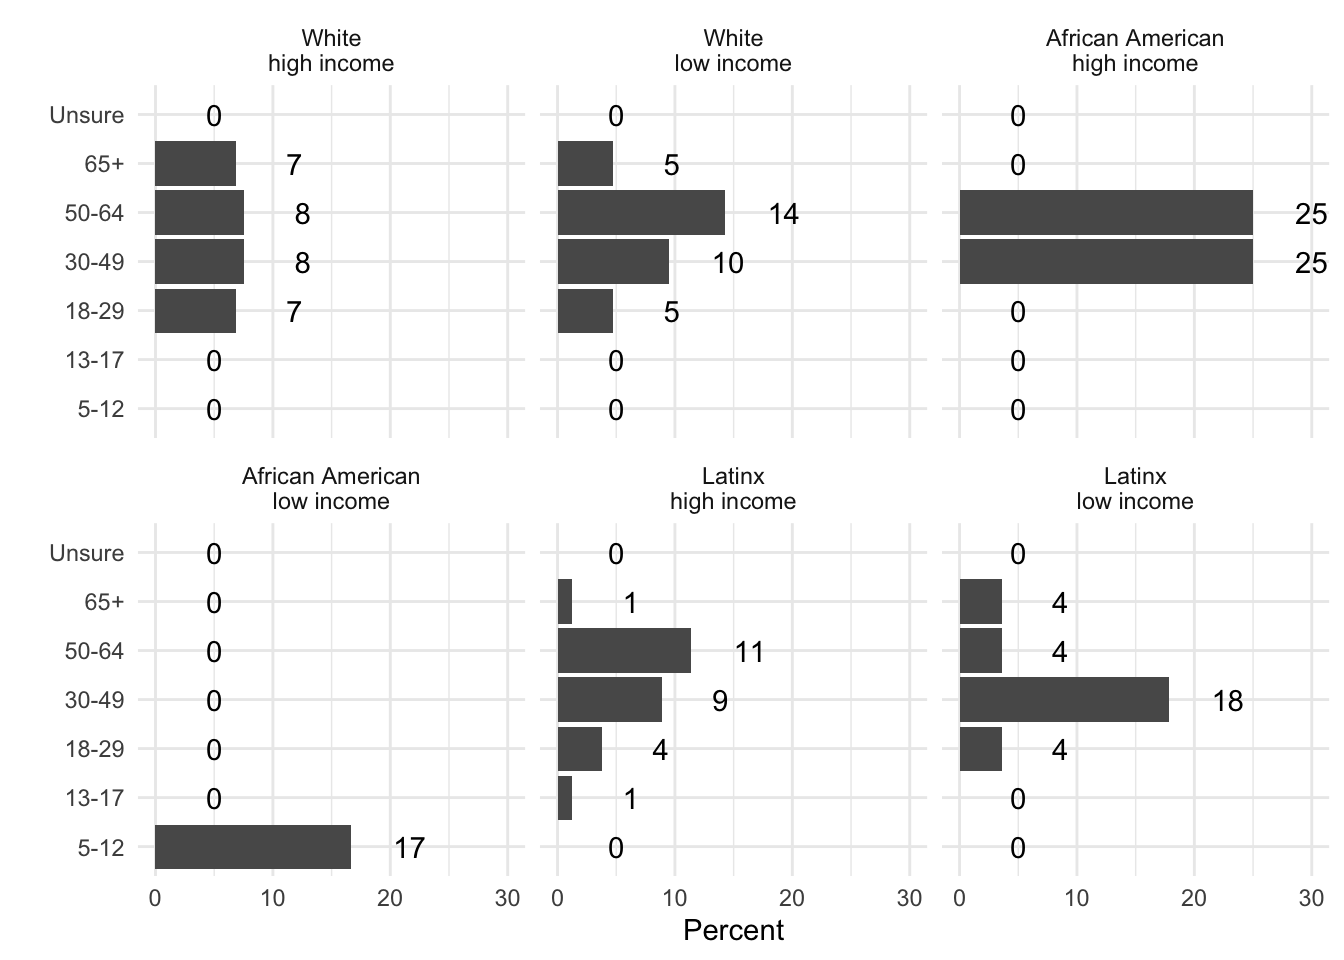 White
high income
White
low income
African American
high income
Unsure 0 0 0
65+ 7 5 0
50-64 8 14 25
30-49 8 10 25
18-29 7 5 0
13-17 0 0 0
5-12 0 0 0
African American
low income
Latinx
high income
Latinx
low income
Unsure 0 0 0
65+ 0 1 4
50-64 0 11 4
30-49 0 9 18
18-29 0 4 4
13-17 0 1 0
5-12 17 0 0
0 10 20 30 0 10 20 30 0 10 20 30
Percent